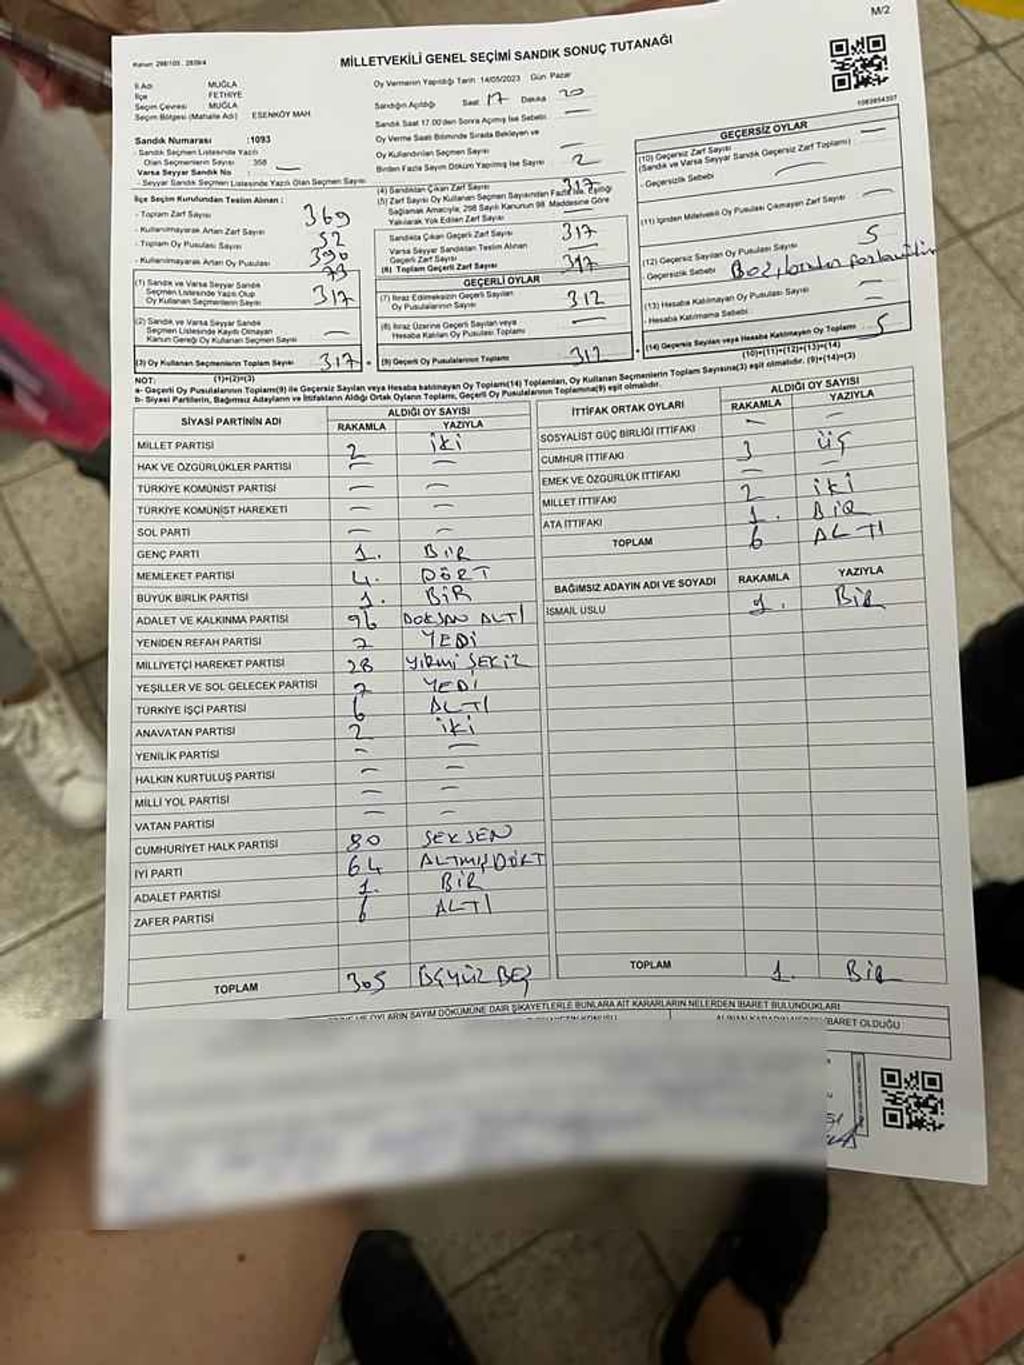 M/2
Kanun: 298/105 , 2839/4
MİLLETVEKİLİ GENEL SEÇİMİ SANDIK SONUÇ TUTANAĞI
İl Adı MUĞLA
İlçe FETHİYE
Seçim Çevresi MUĞLA
Seçim Bölgesi (Mahalle Adı) ESENKÖY MAH
Sandık Numarası :1093
- Sandık Seçmen Listesinde Yazılı
Olan Seçmenlerin Sayısı : 358
Varsa Seyyar Sandık No : —
- Seyyar Sandık Seçmen Listesinde Yazılı Olan Seçmen Sayısı
Oy Vermenin Yapıldığı Tarih :14/05/2023 Gün: Pazar
Sandığın Açıldığı Saat 17 Dakika 20
Sandık Saat 17.00'den Sonra Açılmış İse Sebebi —
Oy Verme Saati Bitiminde Sırada Bekleyen ve
Oy Kullandırılan Seçmen Sayısı —
Birden Fazla Sayım Döküm Yapılmış İse Sayısı 2
1083854307
İlçe Seçim Kurulundan Teslim Alınan :
- Toplam Zarf Sayısı 369
- Kullanılmayarak Artan Zarf Sayısı 52
- Toplam Oy Pusulası Sayısı 390
- Kullanılmayarak Artan Oy Pusulası 73
(1) Sandık ve Varsa Seyyar Sandık
Seçmen Listesinde Yazılı Olup
Oy Kullanan Seçmenlerin Sayısı 317
(2) Sandık ve Varsa Seyyar Sandık
Seçmen Listesinde Kaydı Olmayan
Kanun Gereği Oy Kullanan Seçmen Sayısı —
(3) Oy Kullanan Seçmenlerin Toplam Sayısı 317
(1)+(2)=(3)
(4) Sandıktan Çıkan Zarf Sayısı 317
(5) Zarf Sayısı Oy Kullanan Seçmen Sayısından Fazla İse, Eşitliği
Sağlamak Amacıyla; 298 Sayılı Kanunun 98. Maddesine Göre
Yakılarak Yok Edilen Zarf Sayısı —
Sandıkta Çıkan Geçerli Zarf Sayısı 317
Varsa Seyyar Sandıktan Teslim Alınan
Geçerli Zarf Sayısı —
(6) Toplam Geçerli Zarf Sayısı 317
GEÇERLİ OYLAR
(7) İtiraz Edilmeksizin Geçerli Sayılan
Oy Pusulalarının Sayısı 312
(8) İtiraz Üzerine Geçerli Sayılan veya
Hesaba Katılan Oy Pusulası Toplamı —
(9) Geçerli Oy Pusulalarının Toplamı 312
GEÇERSİZ OYLAR
(10) Geçersiz Zarf Sayısı
(Sandık ve Varsa Seyyar Sandık Geçersiz Zarf Toplamı) —
- Geçersizlik Sebebi —
(11) İçinden Milletvekili Oy Pusulası Çıkmayan Zarf Sayısı —
(12) Geçersiz Sayılan Oy Pusulası Sayısı 5
- Geçersizlik Sebebi
(13) Hesaba Katılmayan Oy Pusulası Sayısı —
- Hesaba Katılmama Sebebi —
(14) Geçersiz Sayılan veya Hesaba Katılmayan Oy Toplamı 5
(10)+(11)+(12)+(13)=(14)
NOT:
a- Geçerli Oy Pusulalarının Toplamı(9) ile Geçersiz Sayılan veya Hesaba katılmayan Oy Toplamı(14) Toplamları, Oy Kullanan Seçmenlerin Toplam Sayısına(3) eşit olmalıdır. (9)+(14)=(3)
b- Siyasi Partilerin, Bağımsız Adayların ve İttifakların Aldığı Ortak Oyların Toplamı, Geçerli Oy Pusulalarının Toplamına(9) eşit olmalıdır.
SİYASİ PARTİNİN ADI ALDIĞI OY SAYISI
RAKAMLA YAZIYLA
MİLLET PARTİSİ 2 İKİ
HAK VE ÖZGÜRLÜKLER PARTİSİ — —
TÜRKİYE KOMÜNİST PARTİSİ — —
TÜRKİYE KOMÜNİST HAREKETİ — —
SOL PARTİ — —
GENÇ PARTİ 1. BİR
MEMLEKET PARTİSİ 4. DÖRT
BÜYÜK BİRLİK PARTİSİ 1. BİR
ADALET VE KALKINMA PARTİSİ 96 DOKSAN ALTI
YENİDEN REFAH PARTİSİ 7 YEDİ
MİLLİYETÇİ HAREKET PARTİSİ 28 YİRMİ SEKİZ
YEŞİLLER VE SOL GELECEK PARTİSİ 7 YEDİ
TÜRKİYE İŞÇİ PARTİSİ 6 ALTI
ANAVATAN PARTİSİ 2 İKİ
YENİLİK PARTİSİ — —
HALKIN KURTULUŞ PARTİSİ — —
MİLLİ YOL PARTİSİ — —
VATAN PARTİSİ — —
CUMHURİYET HALK PARTİSİ 80 SEKSEN
İYİ PARTİ 64 ALTMIŞDÖRT
ADALET PARTİSİ 1. BİR
ZAFER PARTİSİ 6 ALTI
TOPLAM 305 ÜÇYÜZ BEŞ
İTTİFAK ORTAK OYLARI ALDIĞI OY SAYISI
RAKAMLA YAZIYLA
SOSYALİST GÜÇ BİRLİĞİ İTTİFAKI — —
CUMHUR İTTİFAKI 3 ÜÇ
EMEK VE ÖZGÜRLÜK İTTİFAKI — —
MİLLET İTTİFAKI 2 İKİ
ATA İTTİFAKI 1. BİR
TOPLAM 6 ALTI
BAĞIMSIZ ADAYIN ADI VE SOYADI RAKAMLA YAZIYLA
İSMAİL USLU 1. BİR
TOPLAM 1. BİR
VE OYLARIN SAYIM DÖKÜMÜNE DAİR ŞİKAYETLERLE BUNLARA AİT KARARLARIN NELERDEN İBARET BULUNDUKLARI
İBARET OLDUĞU